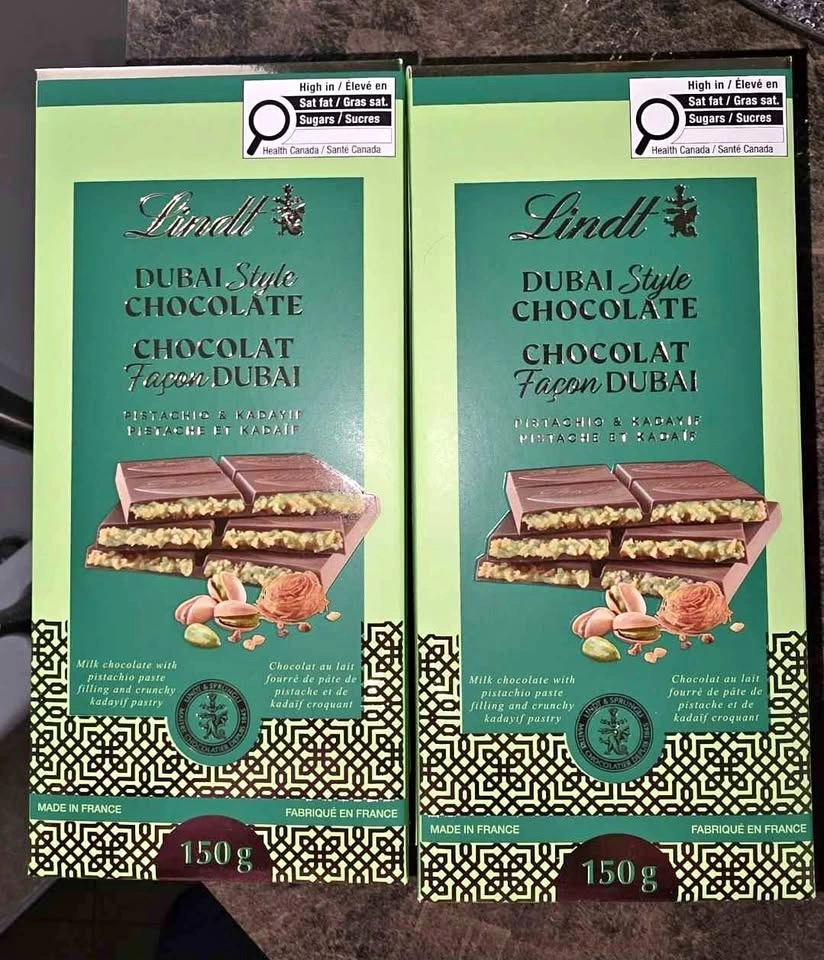 High in / Élevé en
Sat fat / Gras sat.
Sugars / Sucres
Health Canada / Santé Canada
Lindt
DUBAI Style
CHOCOLATE
CHOCOLAT
Façon DUBAI
PISTACHIO & KADAYIF
PISTACHE ET KADAÏF
Milk chocolate with
pistachio paste
filling and crunchy
kadayif pastry
Chocolat au lait
fourré de pâte de
pistache et de
kadaïf croquant
LINDT & SPRÜNGLI
MADE IN FRANCE
FABRIQUÉ EN FRANCE
150 g
High in / Élevé en
Sat fat / Gras sat.
Sugars / Sucres
Health Canada / Santé Canada
Lindt
DUBAI Style
CHOCOLATE
CHOCOLAT
Façon DUBAI
PISTACHIO & KADAYIF
PISTACHE ET KADAÏF
Milk chocolate with
pistachio paste
filling and crunchy
kadayif pastry
Chocolat au lait
fourré de pâte de
pistache et de
kadaïf croquant
LINDT & SPRÜNGLI
MADE IN FRANCE
FABRIQUÉ EN FRANCE
150 g